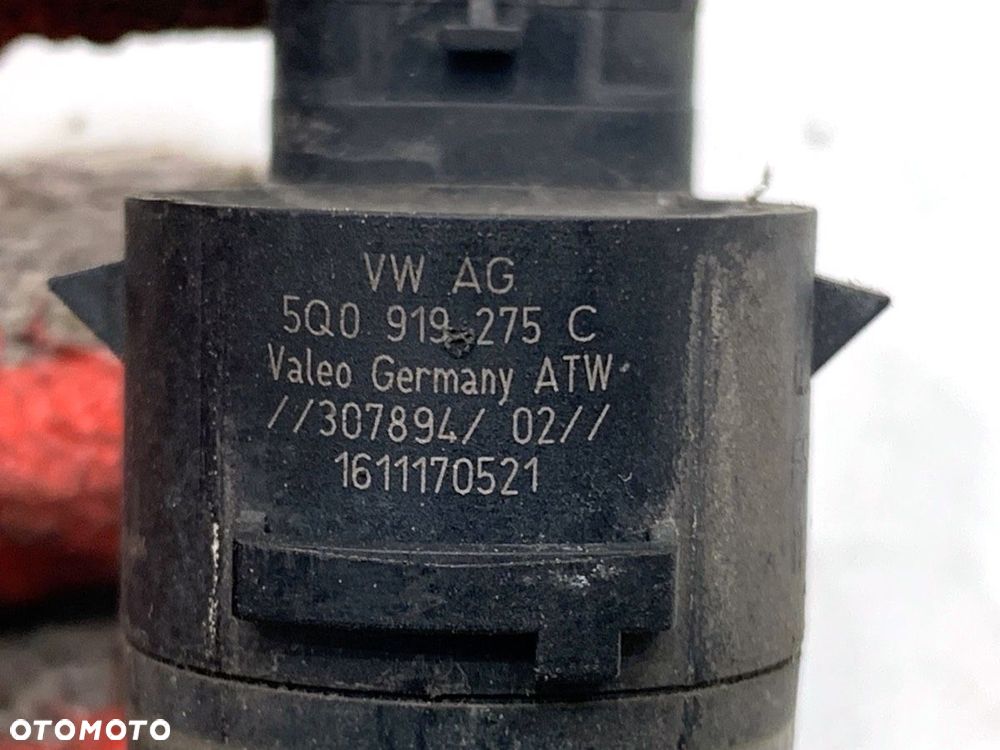 VW AG
5Q0 919 275 C
Valeo Germany ATW
//307894/ 02//
1611170521
OTOMOTO